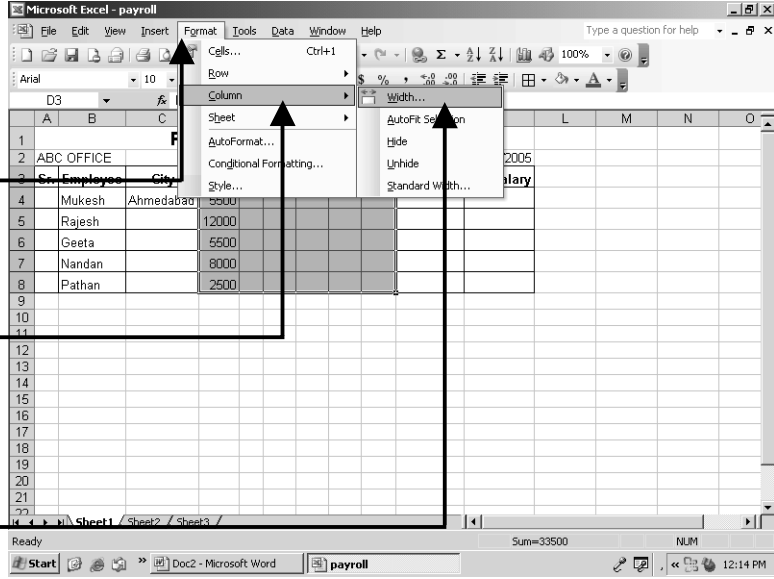 Microsoft Excel - payroll
File Edit View Insert Format Tools Data Window Help Type a question for help
100%
Arial 10 $ % ,
D3 fx
Cells... Ctrl+1
Row
Column
Sheet
AutoFormat...
Conditional Formatting...
Style...
Width...
AutoFit Selection
Hide
Unhide
Standard Width...
A B C L M N O
1
2 ABC OFFICE 2005
3 Sr. Employee City alary
4 Mukesh Ahmedabad 5500
5 Rajesh 12000
6 Geeta 5500
7 Nandan 8000
8 Pathan 2500
9
10
11
12
13
14
15
16
17
18
19
20
21
22
Sheet1 Sheet2 Sheet3
Ready Sum=33500 NUM
Start Doc2 - Microsoft Word payroll 12:14 PM